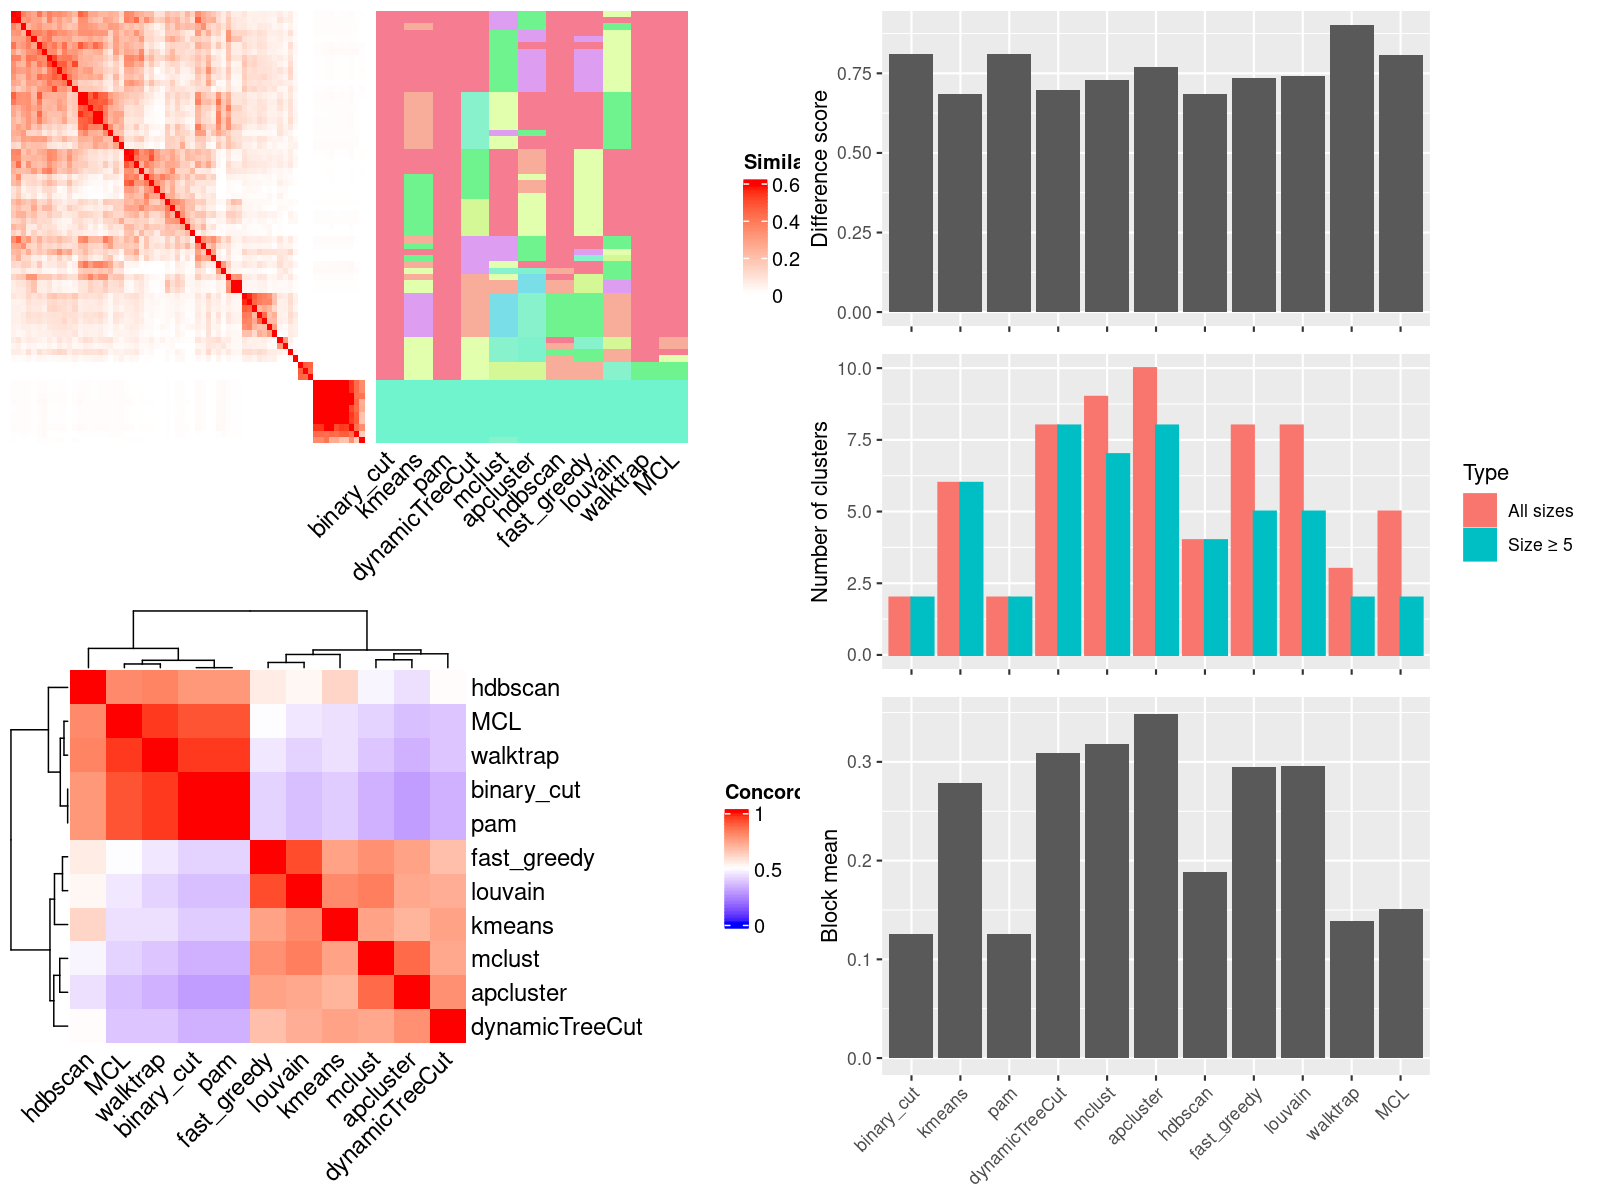 Simila
0.6
0.4
0.2
0
binary_cut
kmeans
pam
dynamicTreeCut
mclust
apcluster
hdbscan
fast_greedy
louvain
walktrap
MCL
hdbscan
MCL
walktrap
binary_cut
pam
fast_greedy
louvain
kmeans
mclust
apcluster
dynamicTreeCut
Concord
1
0.5
0
hdbscan
MCL
walktrap
binary_cut
pam
fast_greedy
louvain
kmeans
mclust
apcluster
dynamicTreeCut
Difference score
0.75
0.50
0.25
0.00
Number of clusters
10.0
7.5
5.0
2.5
0.0
Type
All sizes
Size ≥ 5
Block mean
0.3
0.2
0.1
0.0
binary_cut
kmeans
pam
dynamicTreeCut
mclust
apcluster
hdbscan
fast_greedy
louvain
walktrap
MCL